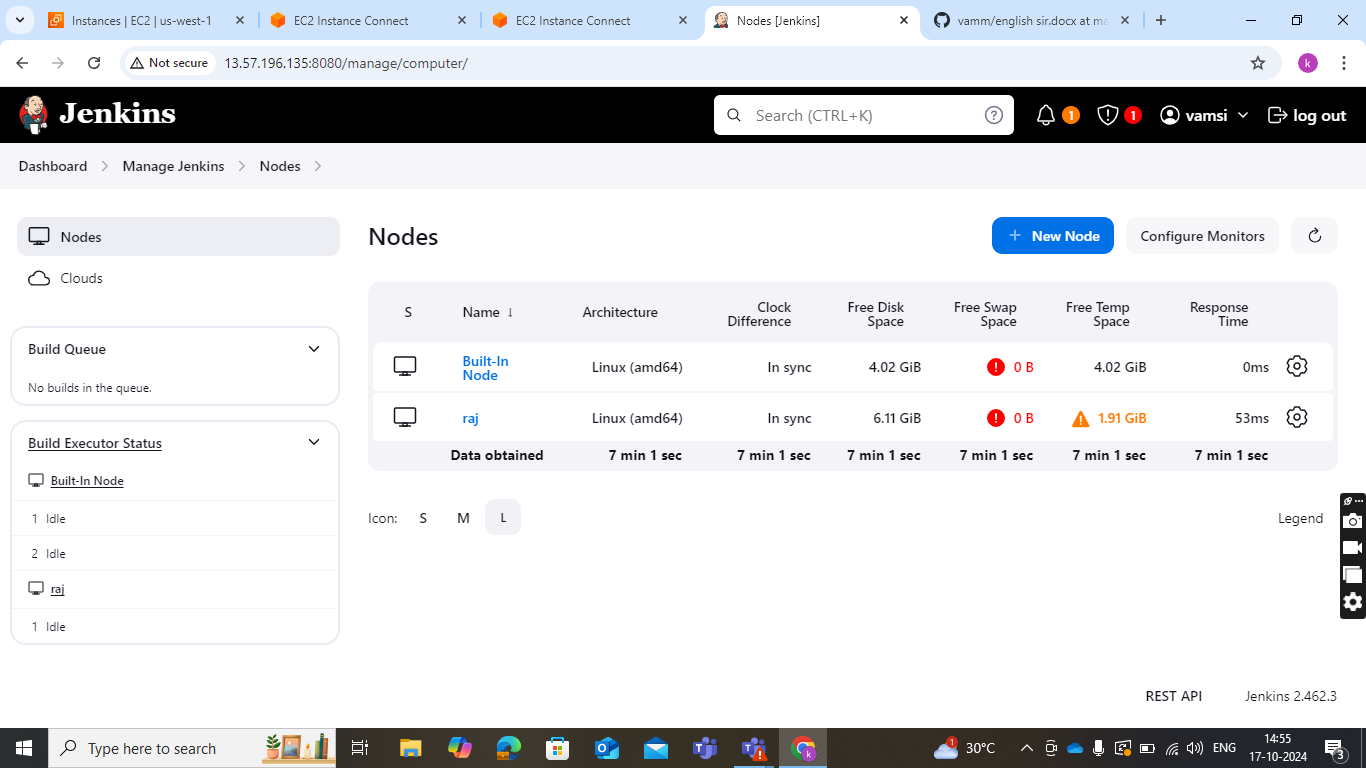 Instances | EC2 | us-west-1
EC2 Instance Connect
EC2 Instance Connect
Nodes [Jenkins]
vamm/english sir.docx at ma
Not secure
13.57.196.135:8080/manage/computer/
k
Jenkins
Search (CTRL+K)
?
1
1
vamsi
log out
Dashboard
Manage Jenkins
Nodes
Nodes
Clouds
Build Queue
No builds in the queue.
Build Executor Status
Built-In Node
1 Idle
2 Idle
raj
1 Idle
Nodes
+ New Node
Configure Monitors
S Name ↓ Architecture Clock Difference Free Disk Space Free Swap Space Free Temp Space Response Time
Built-In Node Linux (amd64) In sync 4.02 GiB 0 B 4.02 GiB 0ms
raj Linux (amd64) In sync 6.11 GiB 0 B 1.91 GiB 53ms
Data obtained 7 min 1 sec 7 min 1 sec 7 min 1 sec 7 min 1 sec 7 min 1 sec 7 min 1 sec
Icon: S M L
Legend
REST API
Jenkins 2.462.3
Type here to search
k
1
30°C
ENG
14:55
17-10-2024
3